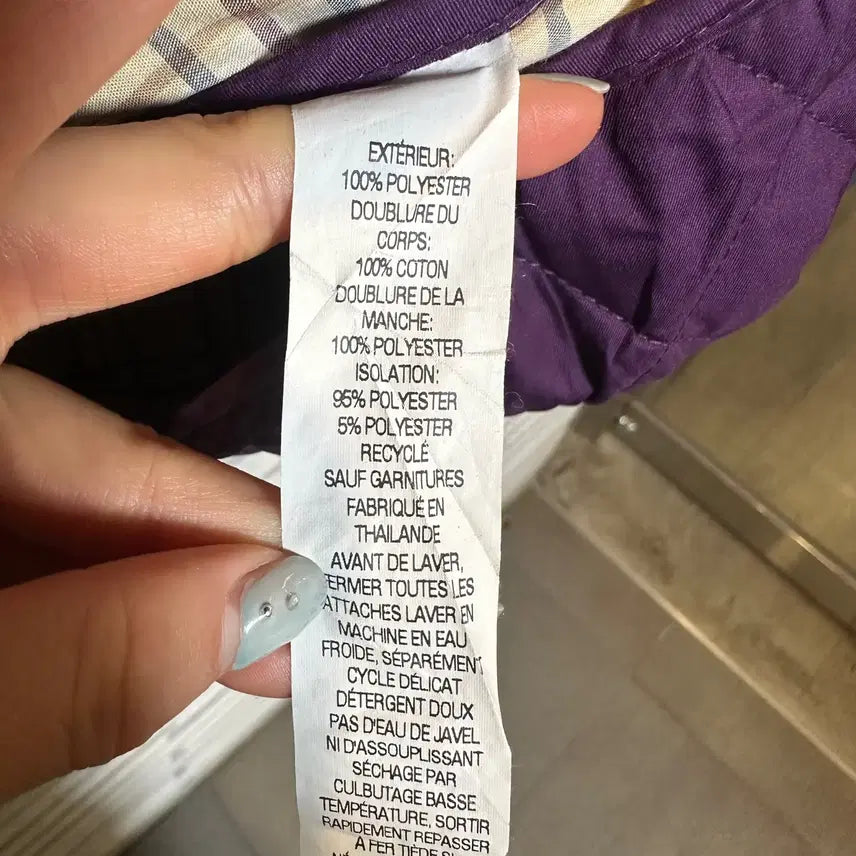 EXTÉRIEUR:
100% POLYESTER
DOUBLURE DU
CORPS:
100% COTON
DOUBLURE DE LA
MANCHE:
100% POLYESTER
ISOLATION:
95% POLYESTER
5% POLYESTER
RECYCLÉ
SAUF GARNITURES
FABRIQUÉ EN
THAILANDE
AVANT DE LAVER,
FERMER TOUTES LES
ATTACHES LAVER EN
MACHINE EN EAU
FROIDE, SÉPARÉMENT
CYCLE DÉLICAT
DÉTERGENT DOUX
PAS D'EAU DE JAVEL
NI D'ASSOUPLISSANT
SÉCHAGE PAR
CULBUTAGE BASSE
TEMPÉRATURE, SORTIR
RAPIDEMENT REPASSER
À FER TIÈDE SI